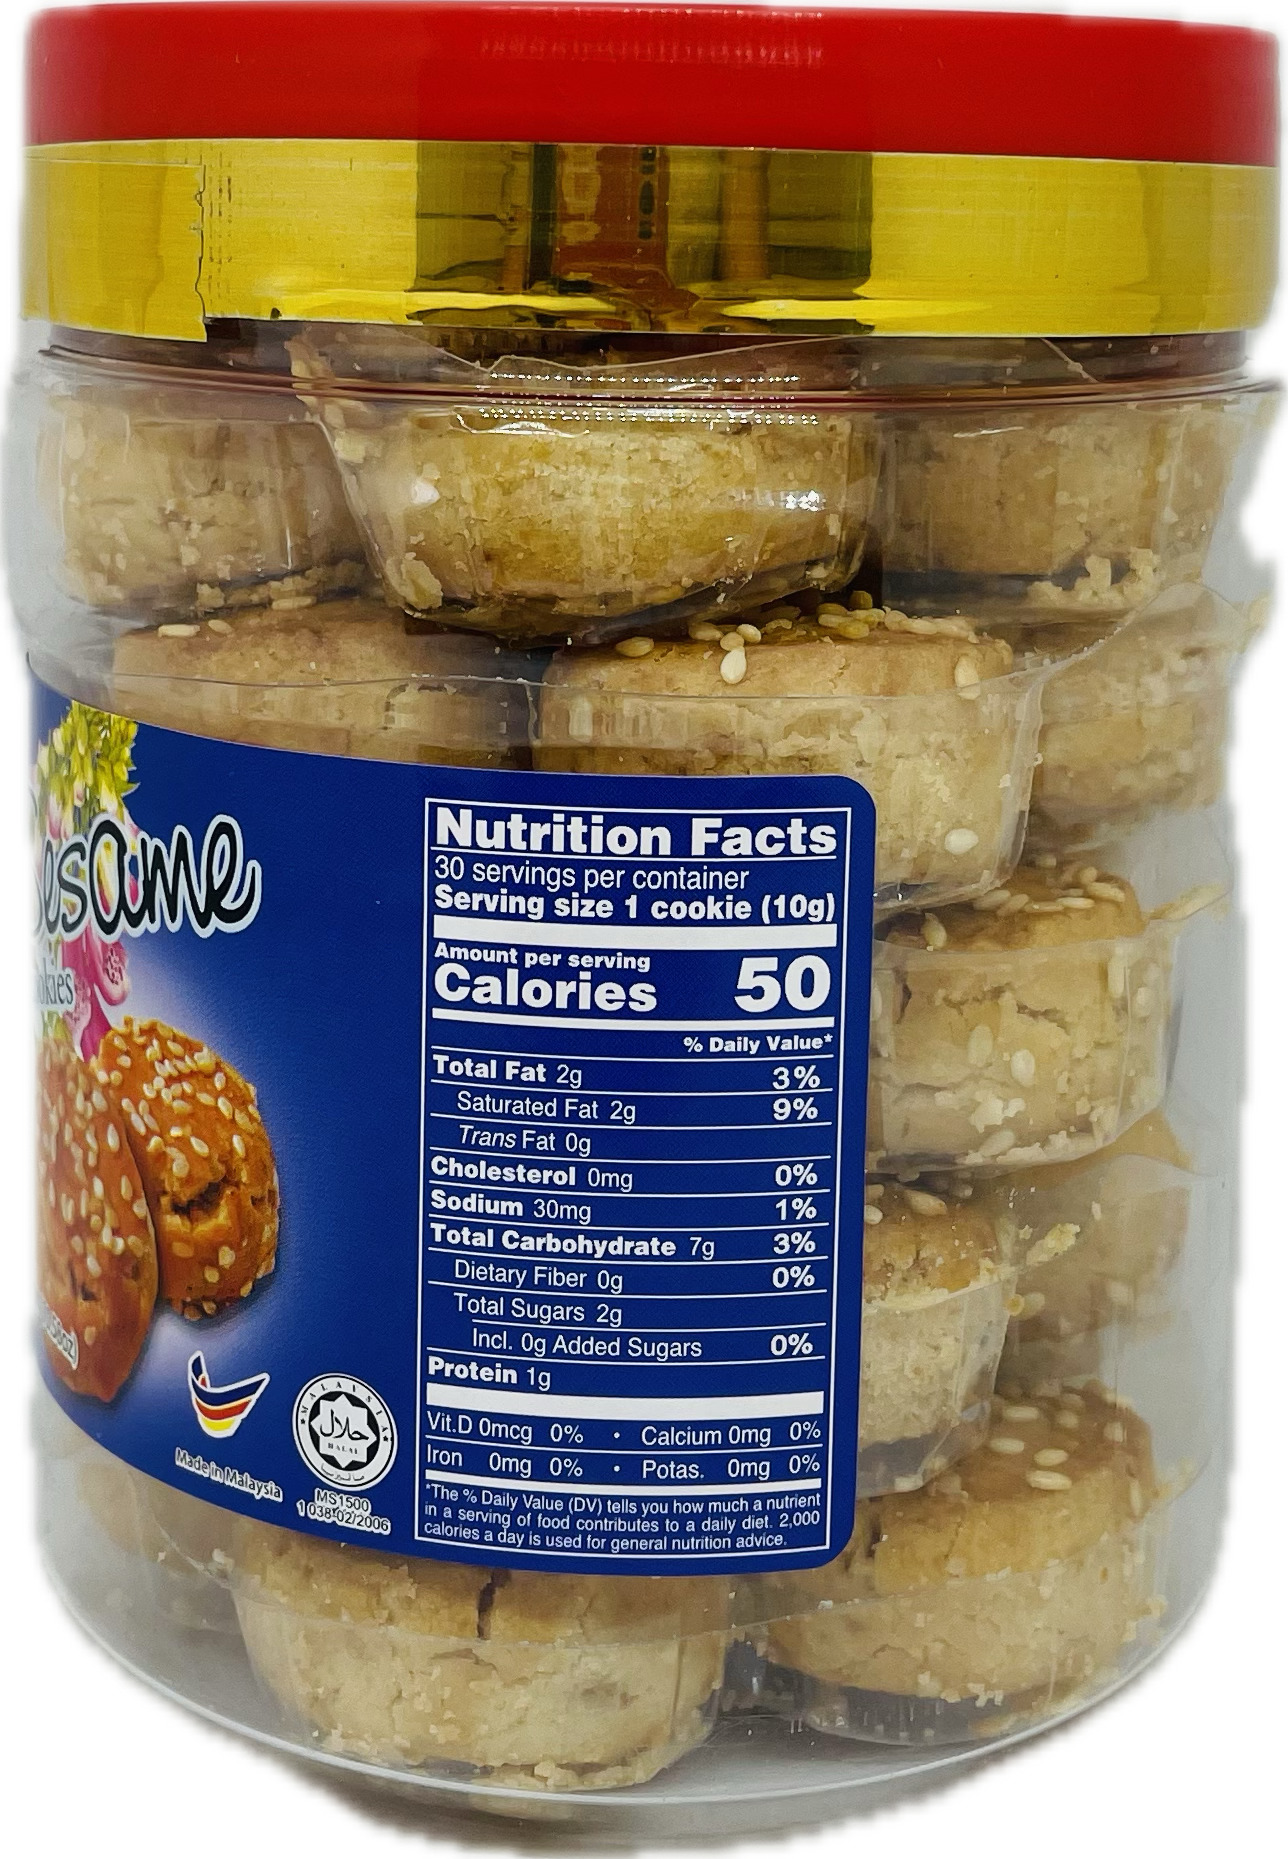 Sesame
Nutrition Facts
30 servings per container
Serving size 1 cookie (10g)
Amount per serving
Calories 50
% Daily Value*
Total Fat 2g 3%
Saturated Fat 2g 9%
Trans Fat 0g
Cholesterol 0mg 0%
Sodium 30mg 1%
Total Carbohydrate 7g 3%
Dietary Fiber 0g 0%
Total Sugars 2g
Incl. 0g Added Sugars 0%
Protein 1g
Vit.D 0mcg 0% • Calcium 0mg 0%
Iron 0mg 0% • Potas. 0mg 0%
*The % Daily Value (DV) tells you how much a nutrient
in a serving of food contributes to a daily diet. 2,000
calories a day is used for general nutrition advice.
Made in Malaysia
MALAYSIA
حلال
HALAL
ماليزيا
MS1500
1 038-02/2006